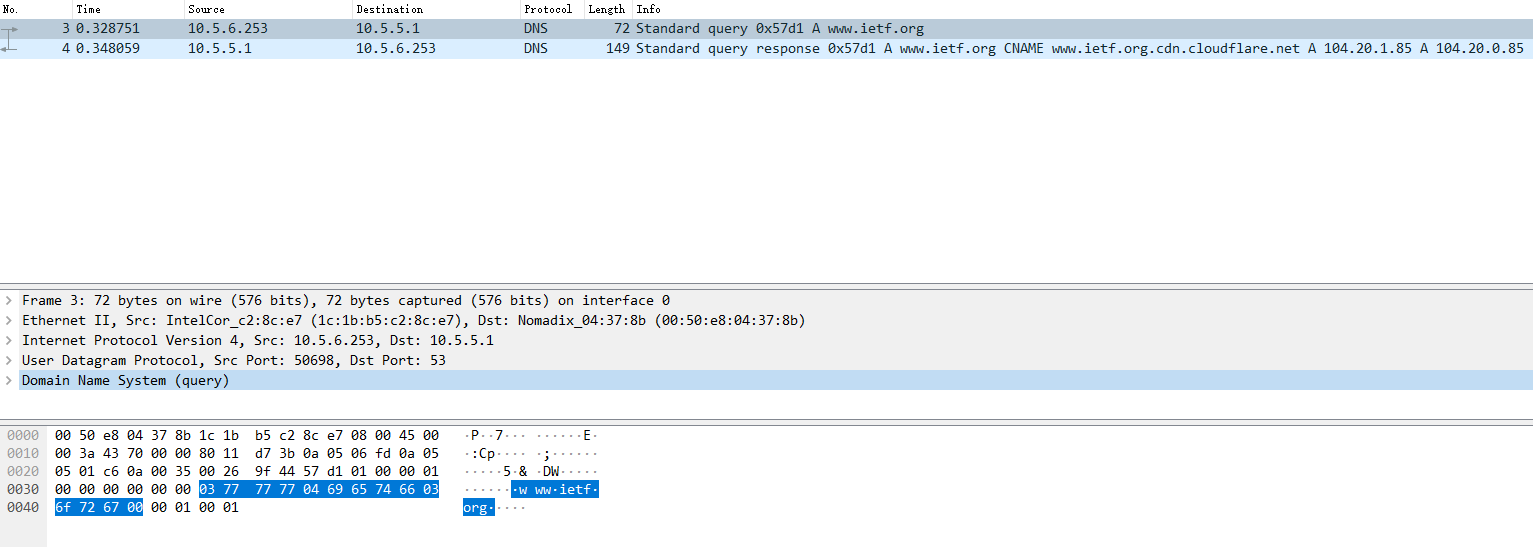 No. Time Source Destination Protocol Length Info
3 0.328751 10.5.6.253 10.5.5.1 DNS 72 Standard query 0x57d1 A www.ietf.org
4 0.348059 10.5.5.1 10.5.6.253 DNS 149 Standard query response 0x57d1 A www.ietf.org CNAME www.ietf.org.cdn.cloudflare.net A 104.20.1.85 A 104.20.0.85
Frame 3: 72 bytes on wire (576 bits), 72 bytes captured (576 bits) on interface 0
Ethernet II, Src: IntelCor_c2:8c:e7 (1c:1b:b5:c2:8c:e7), Dst: Nomadix_04:37:8b (00:50:e8:04:37:8b)
Internet Protocol Version 4, Src: 10.5.6.253, Dst: 10.5.5.1
User Datagram Protocol, Src Port: 50698, Dst Port: 53
Domain Name System (query)
0000 00 50 e8 04 37 8b 1c 1b b5 c2 8c e7 08 00 45 00 ·P··7··· ······E·
0010 00 3a 43 70 00 00 80 11 d7 3b 0a 05 06 fd 0a 05 ·:Cp···· ·;······
0020 05 01 c6 0a 00 35 00 26 9f 44 57 d1 01 00 00 01 ·····5·& ·DW·····
0030 00 00 00 00 00 00 03 77 77 77 04 69 65 74 66 03 ·······w ww·ietf·
0040 6f 72 67 00 00 01 00 01 org·····